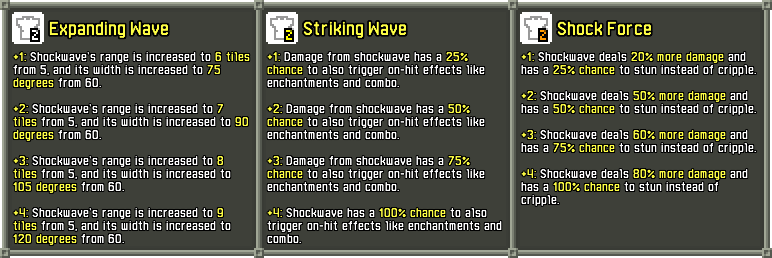 2 Expanding Wave
+1: Shockwave's range is increased to 6 tiles
from 5, and its width is increased to 75
degrees from 60.
+2: Shockwave's range is increased to 7
tiles from 5, and its width is increased to 90
degrees from 60.
+3: Shockwave's range is increased to 8
tiles from 5, and its width is increased to
105 degrees from 60.
+4: Shockwave's range is increased to 9
tiles from 5, and its width is increased to
120 degrees from 60.
2 Striking Wave
+1: Damage from shockwave has a 25%
chance to also trigger on-hit effects like
enchantments and combo.
+2: Damage from shockwave has a 50%
chance to also trigger on-hit effects like
enchantments and combo.
+3: Damage from shockwave has a 75%
chance to also trigger on-hit effects like
enchantments and combo.
+4: Shockwave has a 100% chance to also
trigger on-hit effects like enchantments and
combo.
2 Shock Force
+1: Shockwave deals 20% more damage and
has a 25% chance to stun instead of cripple.
+2: Shockwave deals 50% more damage and
has a 50% chance to stun instead of cripple.
+3: Shockwave deals 60% more damage and
has a 75% chance to stun instead of cripple.
+4: Shockwave deals 80% more damage and
has a 100% chance to stun instead of
cripple.